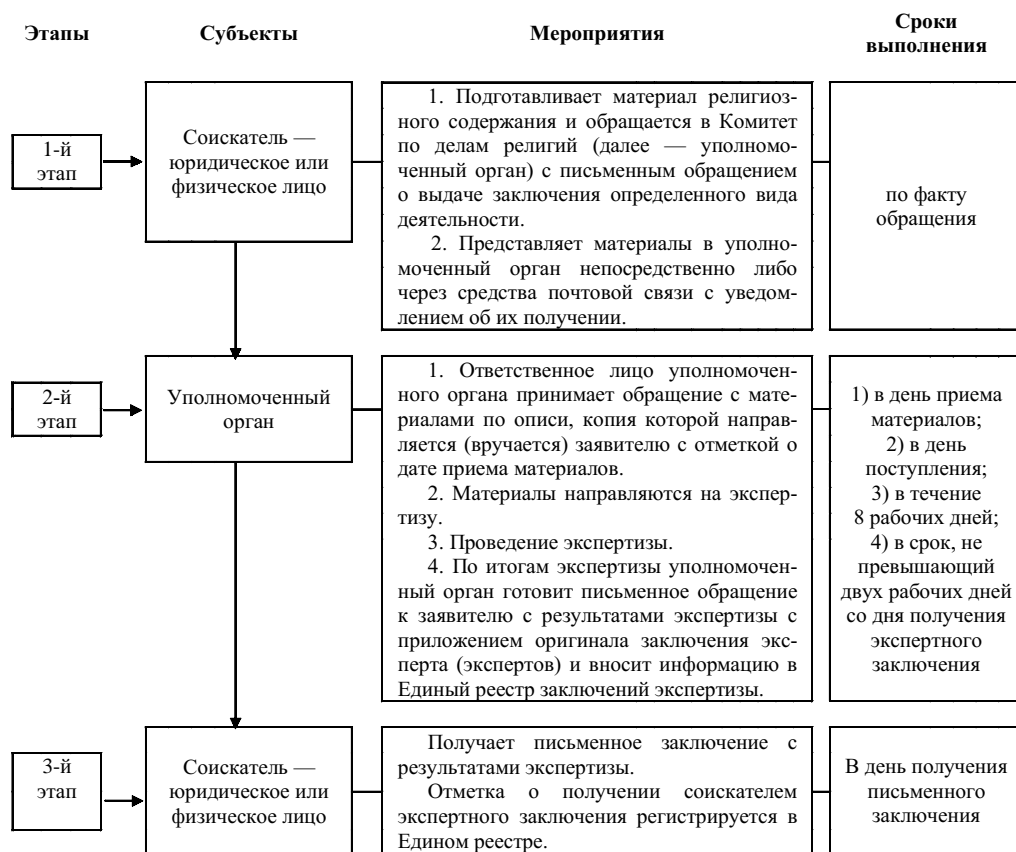 Этапы
Субъекты
Мероприятия
Сроки
выполнения
1-й
этап
Соискатель —
юридическое или
физическое лицо
1. Подготавливает материал религиоз-
ного содержания и обращается в Комитет
по делам религий (далее — уполномо-
ченный орган) с письменным обращением
о выдаче заключения определенного вида
деятельности.
2. Представляет материалы в уполно-
моченный орган непосредственно либо
через средства почтовой связи с уведом-
лением об их получении.
по факту
обращения
2-й
этап
Уполномоченный
орган
1. Ответственное лицо уполномоченно-
го органа принимает обращение с мате-
риалами по описи, копия которой направ-
ляется (вручается) заявителю с отметкой о
дате приема материалов.
2. Материалы направляются на экспер-
тизу.
3. Проведение экспертизы.
4. По итогам экспертизы уполномочен-
ный орган готовит письменное обращение
к заявителю с результатами экспертизы с
приложением оригинала заключения экс-
перта (экспертов) и вносит информацию в
Единый реестр заключений экспертизы.
1) в день приема
материалов;
2) в день
поступления;
3) в течение
8 рабочих дней;
4) в срок, не
превышающий
двух рабочих дней
со дня получения
экспертного
заключения
3-й
этап
Соискатель —
юридическое или
физическое лицо
Получает письменное заключение с
результатами экспертизы.
Отметка о получении соискателем
экспертного заключения регистрируется в
Едином реестре.
В день получения
письменного
заключения